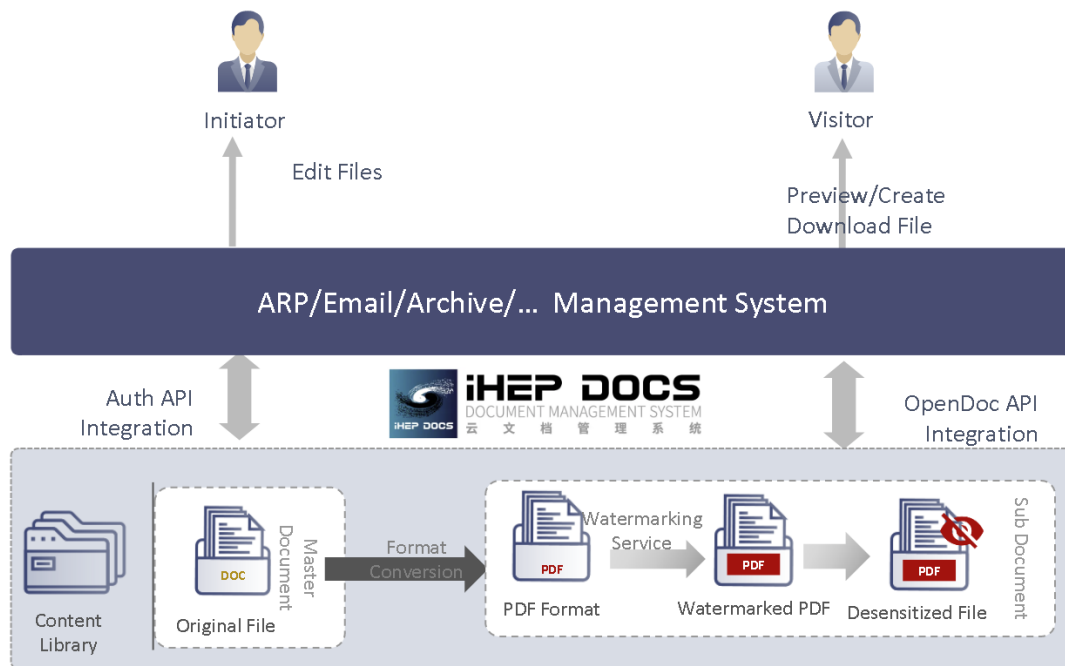 Initiator
Visitor
Edit Files
Preview/Create
Download File
ARP/Email/Archive/... Management System
Auth API
Integration
iHEP DOCS
iHEP DOCS
DOCUMENT MANAGEMENT SYSTEM
云文档管理系统
OpenDoc API
Integration
Content
Library
DOC
Original File
Master
Document
Format
Conversion
PDF
PDF Format
Watermarking
Service
PDF
Watermarked PDF
PDF
Desensitized File
Sub Document